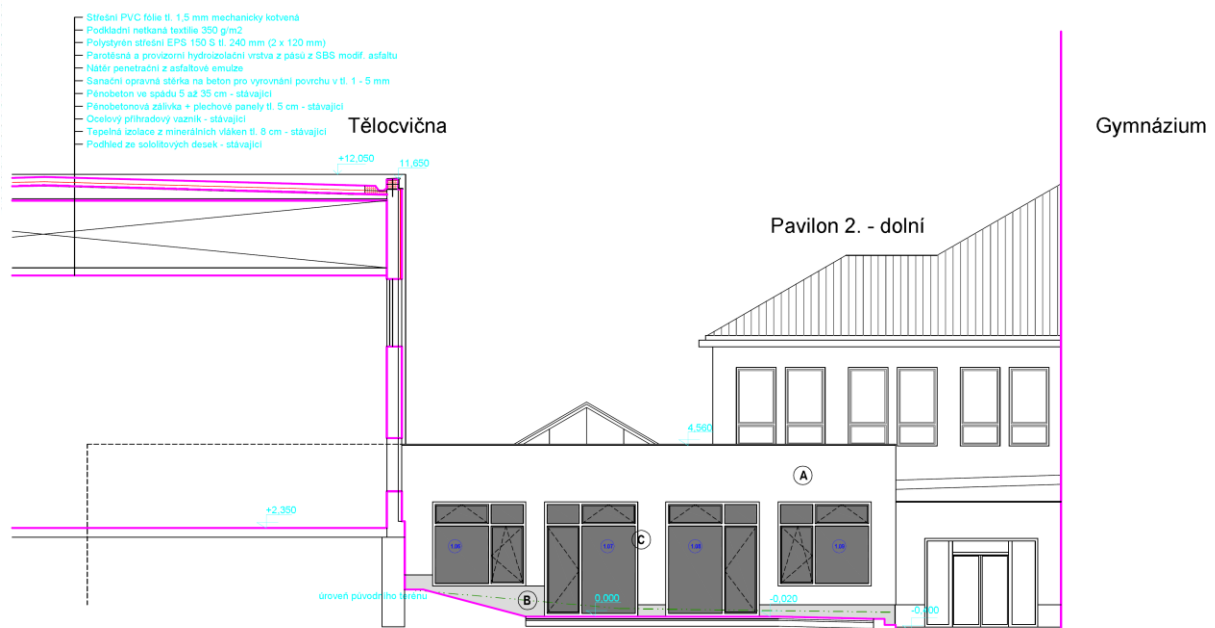 Střešní PVC fólie tl. 1,5 mm mechanicky kotvená
Podkladní netkaná textilie 350 g/m2
Polystyren střešní EPS 150 S tl. 240 mm (2 x 120 mm)
Parotěsná a provizorní hydroizolační vrstva z pásů z SBS modif. asfaltu
Nátěr penetrační z asfaltové emulze
Sanační opravná stěrka na beton pro vyrovnání povrchu v tl. 1 - 5 mm
Pěnobeton ve spádu 5 až 35 cm - stávající
Pěnobetonová zálivka + plechové panely tl. 5 cm - stávající
Ocelový příhradový vazník - stávající
Tepelná izolace z minerálních vláken tl. 8 cm - stávající
Podhled ze sololitových desek - stávající
Tělocvična
Gymnázium
+12,050
11,650
Pavilon 2. - dolní
4,560
A
+2,350
C
1.07
úroveň původního terénu
B
0,000
-0,020